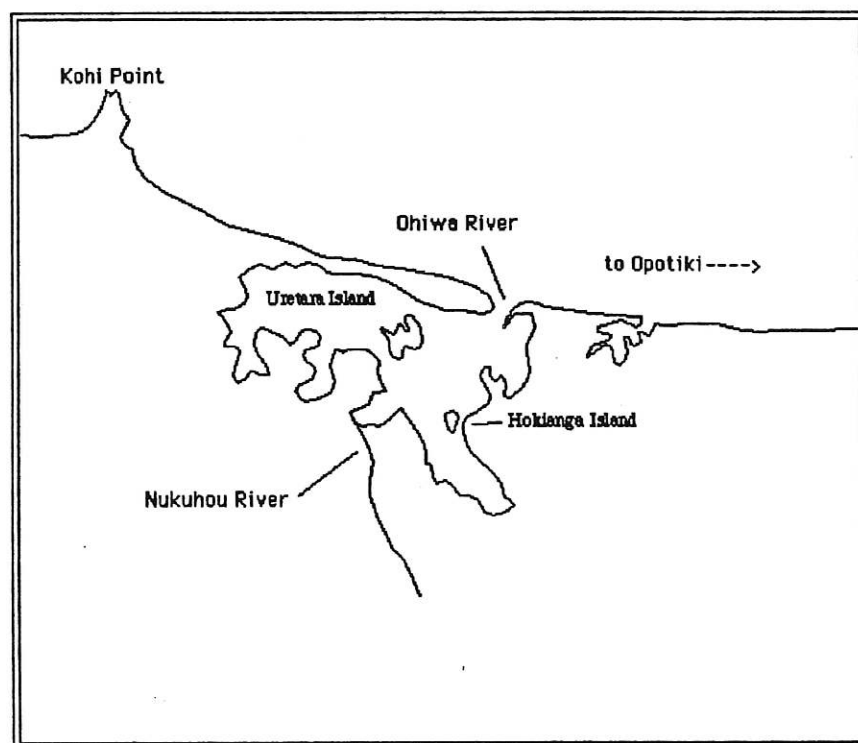 Kohi Point
Ohiwa River
to Opotiki---->
Uretara Island
Hokianga Island
Nukuhou River